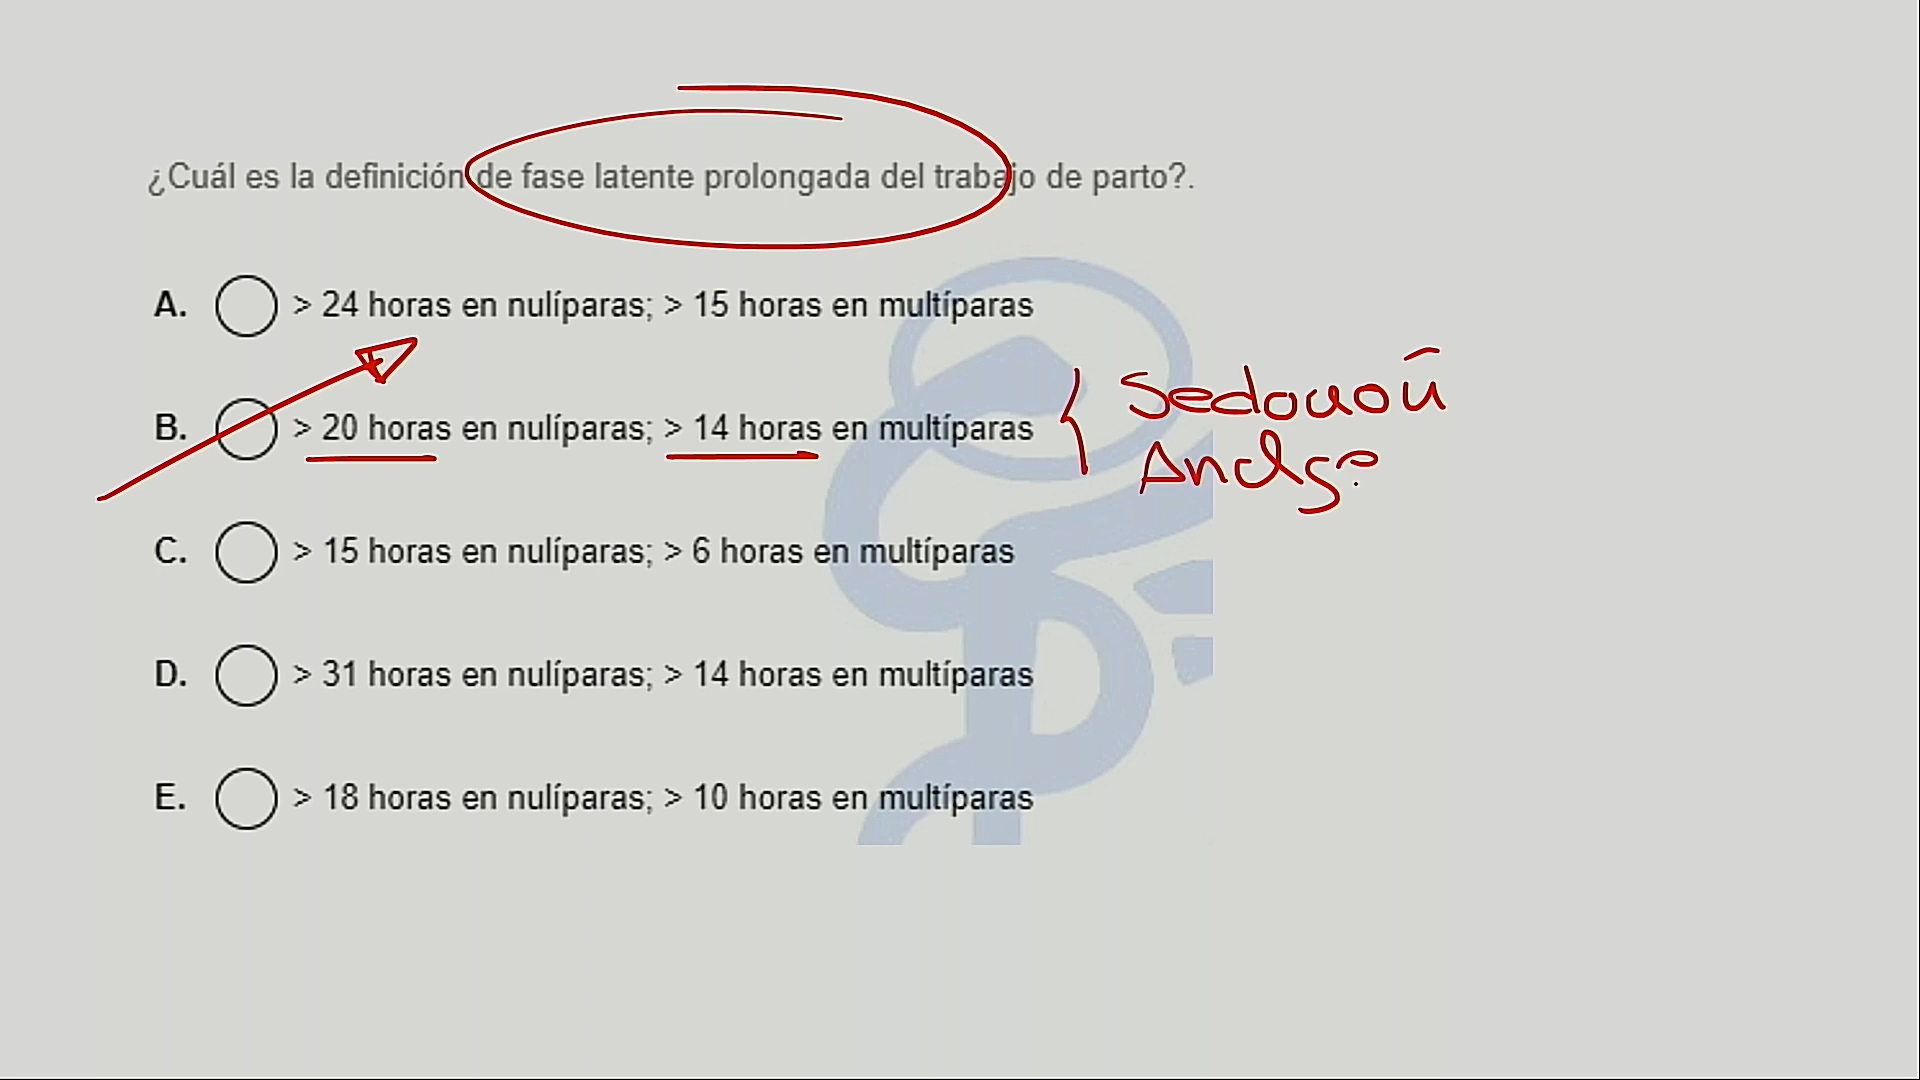 ¿Cuál es la definición de fase latente prolongada del trabajo de parto?.
A. > 24 horas en nulíparas; > 15 horas en multíparas
B. > 20 horas en nulíparas; > 14 horas en multíparas
C. > 15 horas en nulíparas; > 6 horas en multíparas
D. > 31 horas en nulíparas; > 14 horas en multíparas
E. > 18 horas en nulíparas; > 10 horas en multíparas